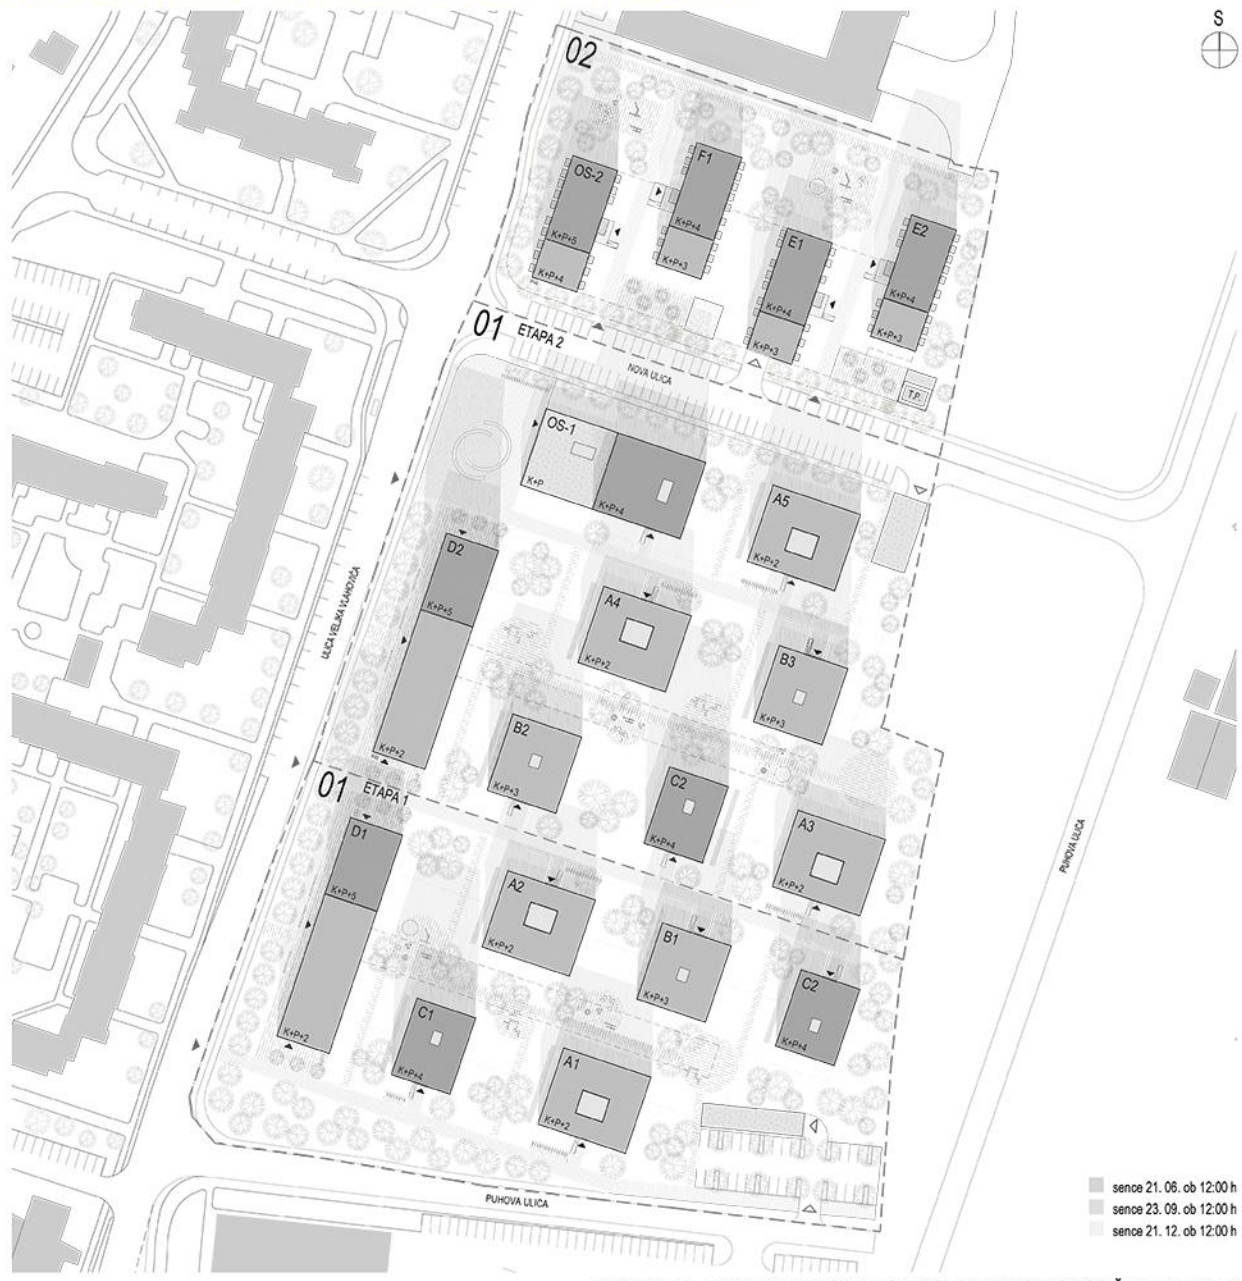 S
02
OS-2
K+P+5
K+P+4
F1
K+P+4
K+P+3
E1
K+P+4
K+P+3
E2
K+P+4
K+P+3
T.P.
01 ETAPA 2
NOVA ULICA
OS-1
K+P
K+P+4
A5
K+P+2
D2
K+P+5
K+P+2
A4
K+P+2
B3
K+P+3
ULICA VELJKA VLAHOVIĆA
B2
K+P+3
C2
K+P+4
A3
K+P+2
PUHOVA ULICA
01 ETAPA 1
D1
K+P+5
K+P+2
A2
K+P+2
B1
K+P+3
C2
K+P+4
C1
K+P+4
A1
K+P+2
PUHOVA ULICA
sence 21. 06. ob 12:00 h
sence 23. 09. ob 12:00 h
sence 21. 12. ob 12:00 h